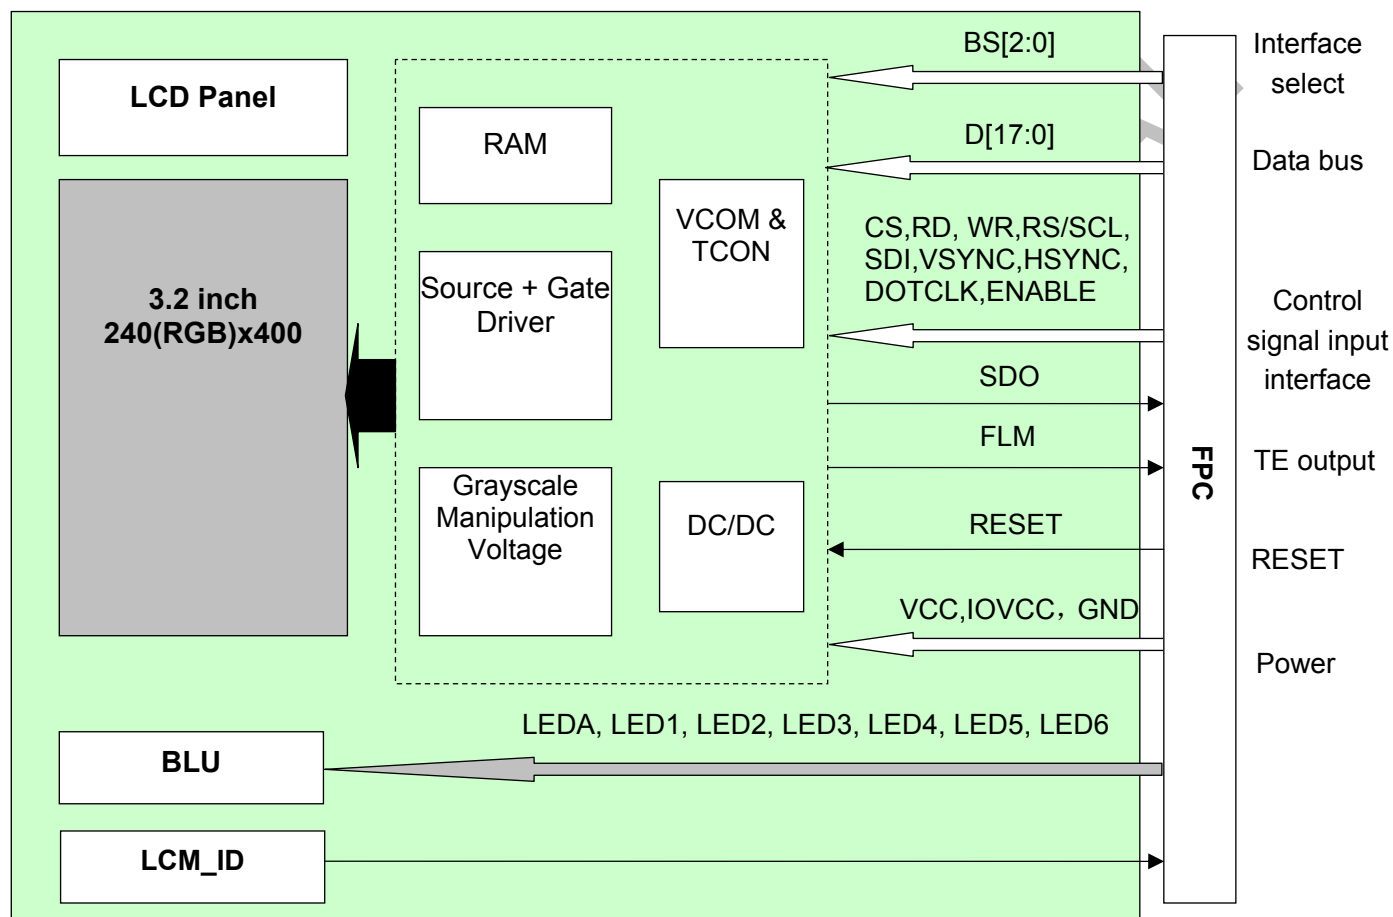 BS[2:0]
Interface
select
LCD Panel
RAM
D[17:0]
Data bus
VCOM &
TCON
CS,RD, WR,RS/SCL,
SDI,VSYNC,HSYNC,
DOTCLK,ENABLE
Source + Gate
Driver
3.2 inch
240(RGB)x400
Control
signal input
interface
SDO
FLM
TE output
FPC
Grayscale
Manipulation
Voltage
DC/DC
RESET
RESET
VCC,IOVCC，GND
Power
LEDA, LED1, LED2, LED3, LED4, LED5, LED6
BLU
LCM_ID